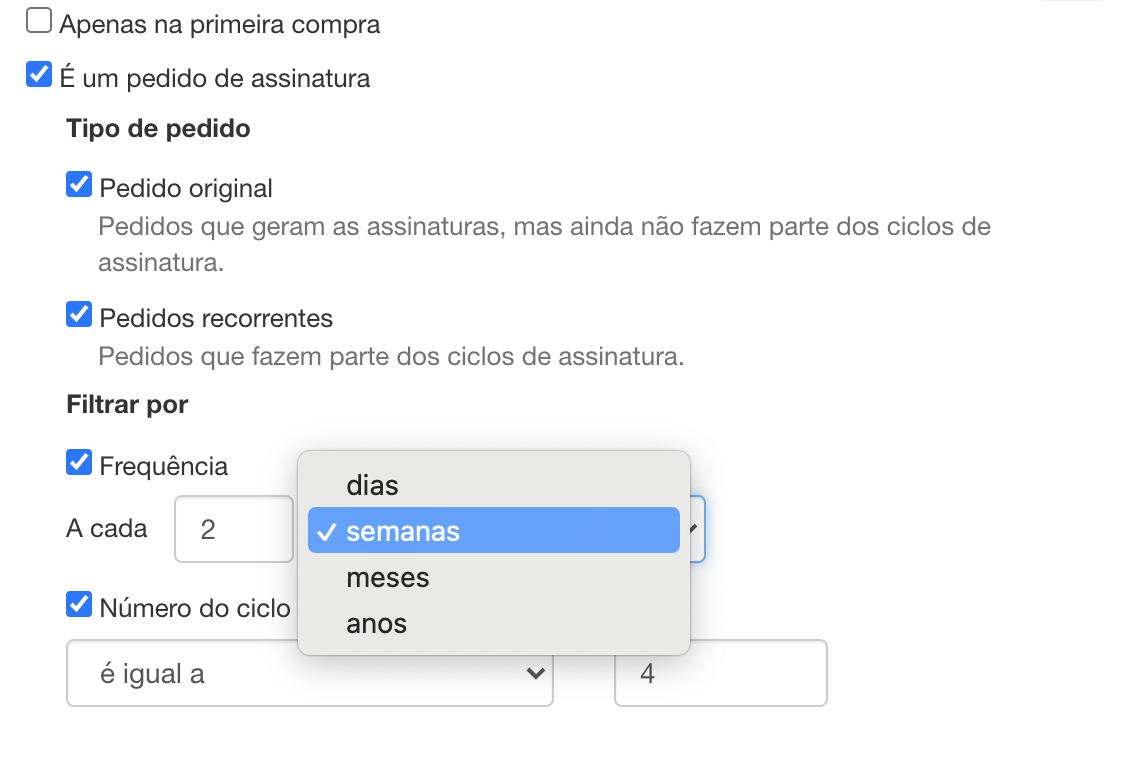 Apenas na primeira compra
É um pedido de assinatura
Tipo de pedido
Pedido original
Pedidos que geram as assinaturas, mas ainda não fazem parte dos ciclos de
assinatura.
Pedidos recorrentes
Pedidos que fazem parte dos ciclos de assinatura.
Filtrar por
Frequência
dias
A cada 2 semanas
meses
Número do ciclo
anos
é igual a 4